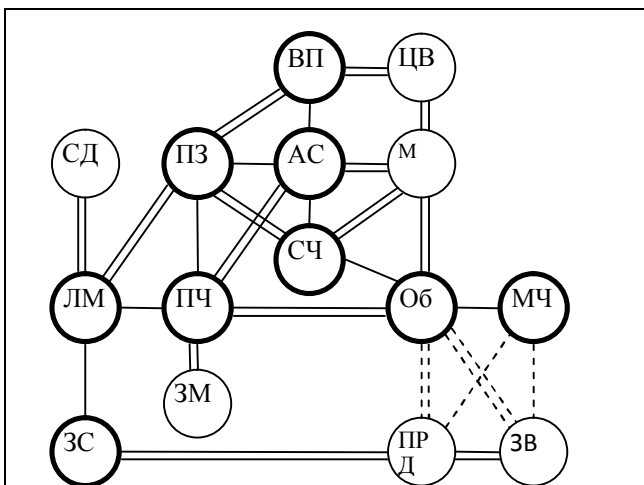 ВП ЦВ
СД ПЗ АС М
СЧ
ЛМ ПЧ Об МЧ
ЗМ
ЗС ПР
Д ЗВ